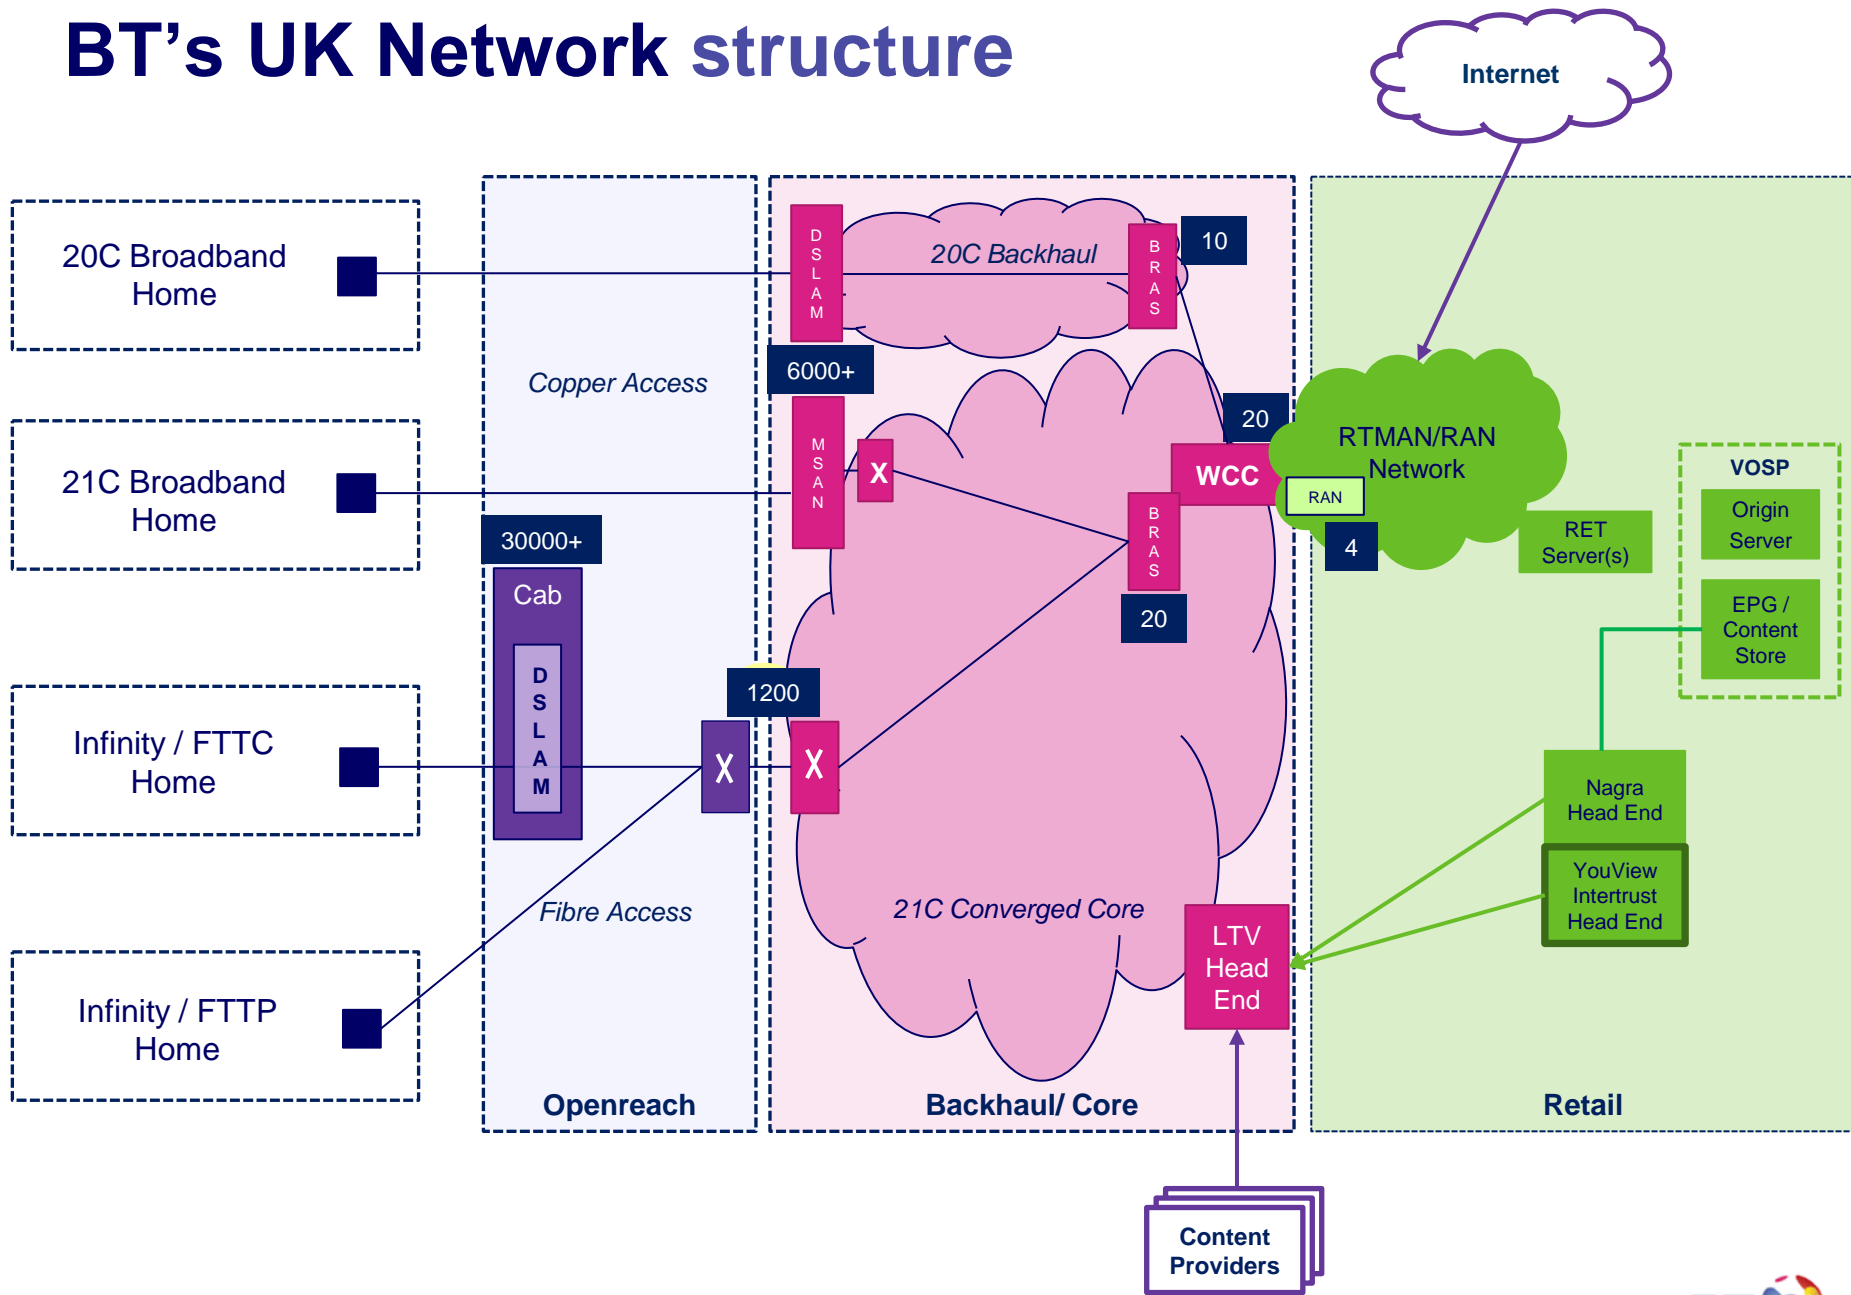 BT’s UK Network structure
Internet
20C Broadband
Home
D
S
L
A
M
20C Backhaul
B
R
A
S
10
Copper Access
6000+
21C Broadband
Home
M
S
A
N
X
20
WCC
B
R
A
S
20
RTMAN/RAN
Network
RAN
4
RET
Server(s)
VOSP
Origin
Server
EPG /
Content
Store
30000+
Cab
D
S
L
A
M
1200
Infinity / FTTC
Home
X
X
Nagra
Head End
YouView
Intertrust
Head End
Fibre Access
21C Converged Core
LTV
Head
End
Infinity / FTTP
Home
Openreach
Backhaul/ Core
Retail
Content
Providers